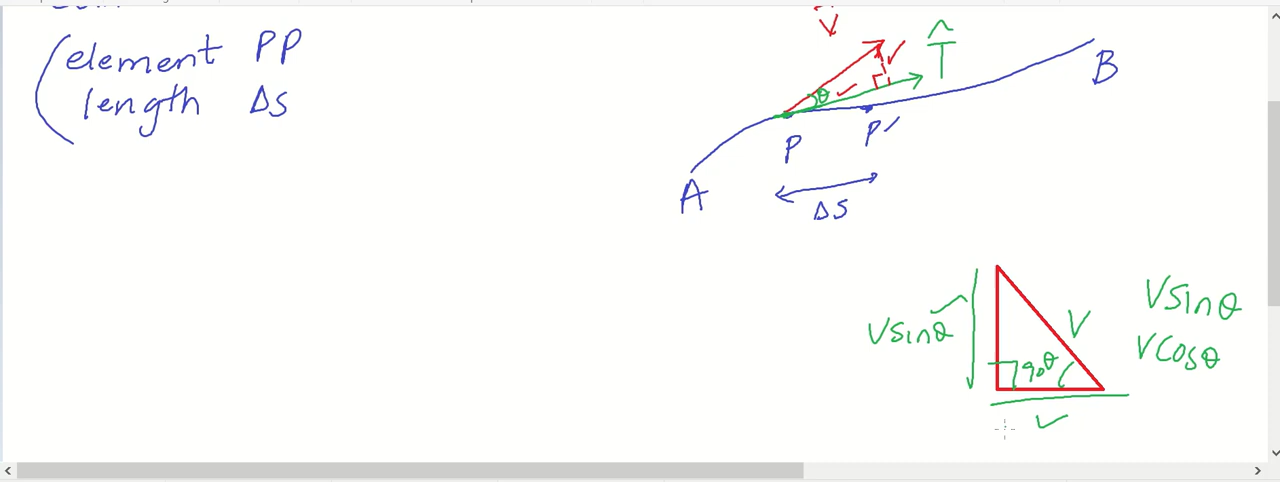 element PP
length ΔS
V
T̂
θ
B
P
P′
A
ΔS
Vsinθ
V
Vsinθ
90°
θ
Vcosθ